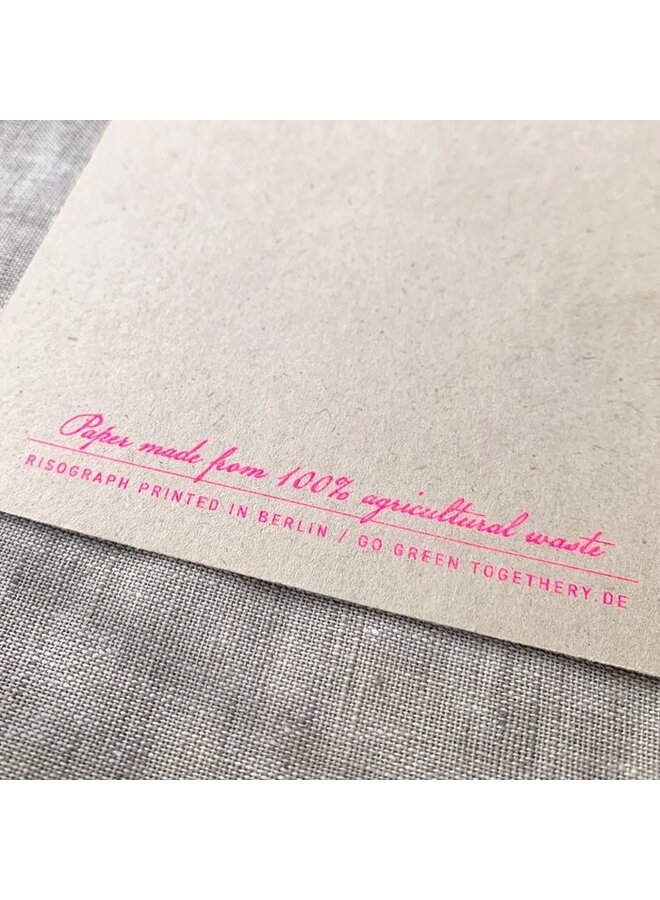 Paper made from 100% agricultural waste
RISOGRAPH PRINTED IN BERLIN / GO GREEN TOGETHERY.DE